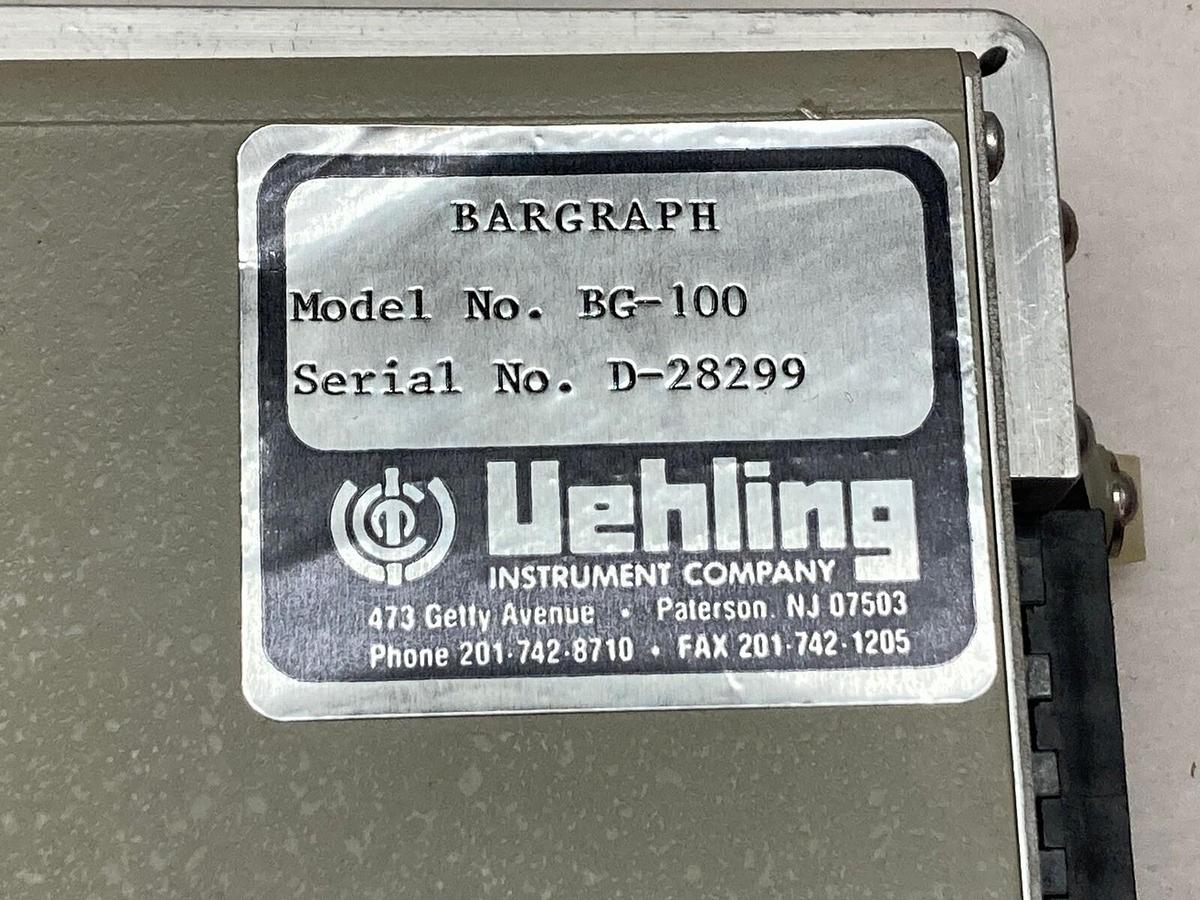 BARGRAPH
Model No. BG-100
Serial No. D-28299
Uehling
INSTRUMENT COMPANY
473 Getty Avenue • Paterson, NJ 07503
Phone 201·742·8710 • FAX 201·742·1205